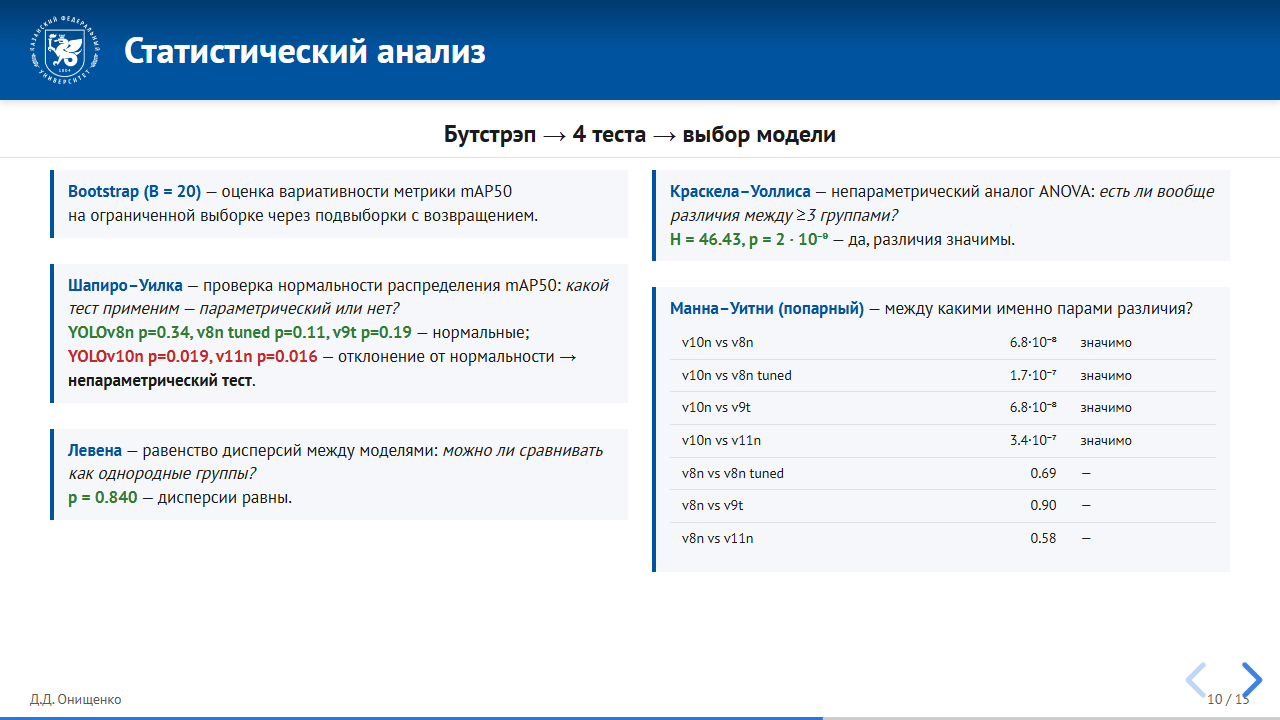 КАЗАНСКИЙ ФЕДЕРАЛЬНЫЙ УНИВЕРСИТЕТ
1804
Статистический анализ
Бутстрэп → 4 теста → выбор модели
Bootstrap (B = 20) — оценка вариативности метрики mAP50
на ограниченной выборке через подвыборки с возвращением.
Шапиро–Уилка — проверка нормальности распределения mAP50: какой
тест применим — параметрический или нет?
YOLOv8n p=0.34, v8n tuned p=0.11, v9t p=0.19 — нормальные;
YOLOv10n p=0.019, v11n p=0.016 — отклонение от нормальности →
непараметрический тест.
Левена — равенство дисперсий между моделями: можно ли сравнивать
как однородные группы?
p = 0.840 — дисперсии равны.
Краскела–Уоллиса — непараметрический аналог ANOVA: есть ли вообще
различия между ≥3 группами?
H = 46.43, p = 2 · 10⁻⁹ — да, различия значимы.
Манна–Уитни (попарный) — между какими именно парами различия?
v10n vs v8n 6.8·10⁻⁸ значимо
v10n vs v8n tuned 1.7·10⁻⁷ значимо
v10n vs v9t 6.8·10⁻⁸ значимо
v10n vs v11n 3.4·10⁻⁷ значимо
v8n vs v8n tuned 0.69 —
v8n vs v9t 0.90 —
v8n vs v11n 0.58 —
Д.Д. Онищенко
10 / 15